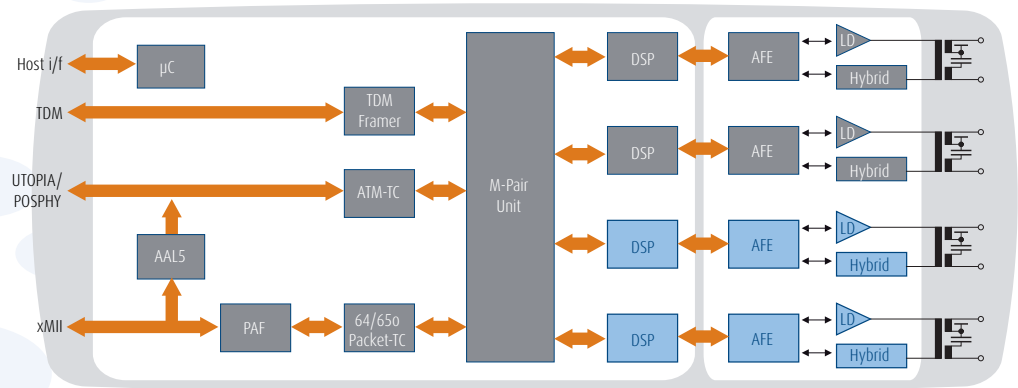 Host i/f
µC
TDM
TDM
Framer
UTOPIA/
POSPHY
ATM-TC
AAL5
xMII
PAF
64/65o
Packet-TC
M-Pair
Unit
DSP
AFE
LD
Hybrid
DSP
AFE
LD
Hybrid
DSP
AFE
LD
Hybrid
DSP
AFE
LD
Hybrid